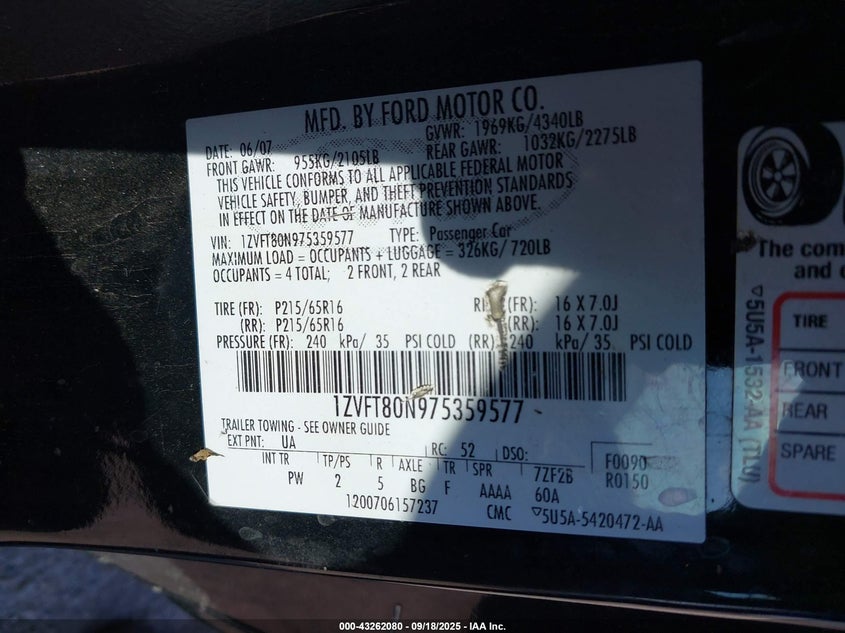 MFD. BY FORD MOTOR CO.
DATE: 06/07 GVWR: 1969KG/4340LB
FRONT GAWR: 955KG/2105LB REAR GAWR: 1032KG/2275LB
THIS VEHICLE CONFORMS TO ALL APPLICABLE FEDERAL MOTOR
VEHICLE SAFETY, BUMPER, AND THEFT PREVENTION STANDARDS
IN EFFECT ON THE DATE OF MANUFACTURE SHOWN ABOVE.
VIN: 1ZVFT80N975359577 TYPE: Passenger Car
MAXIMUM LOAD = OCCUPANTS + LUGGAGE = 326KG/ 720LB
OCCUPANTS = 4 TOTAL; 2 FRONT, 2 REAR
TIRE (FR): P215/65R16 (FR): 16 X 7.0J
(RR): P215/65R16 (RR): 16 X 7.0J
PRESSURE (FR): 240 kPa/ 35 PSI COLD (RR): 240 kPa/ 35 PSI COLD
1ZVFT80N975359577
TRAILER TOWING - SEE OWNER GUIDE
EXT PNT: UA RC: 52 DSO:
INT TR TP/PS R AXLE TR SPR 7ZF2B F0090
PW 2 5 BG F AAAA 60A R0150
1200706157237 CMC ▽5U5A-5420472-AA
The com
and
▽5U5A-1532-AA (TLU)
TIRE
FRONT
REAR
SPARE
000-43262080 - 09/18/2025 - IAA Inc.